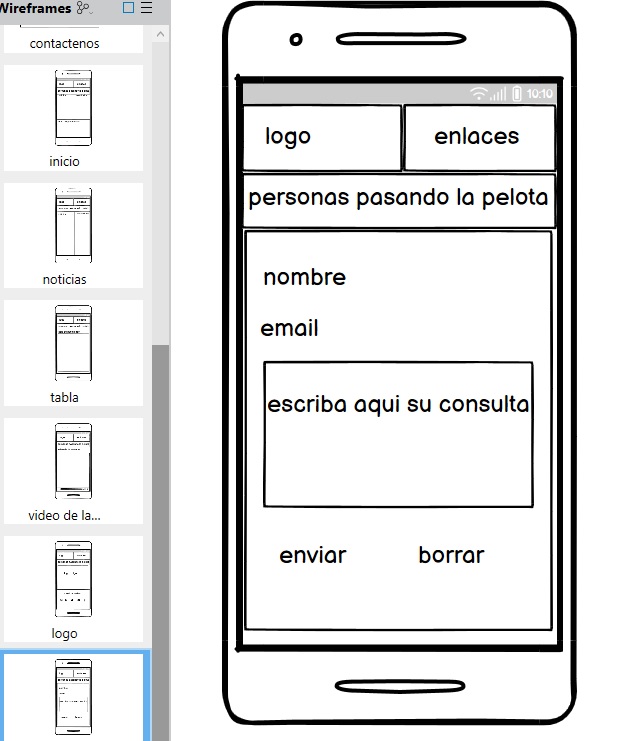 Wireframes
contactenos
inicio
noticias
tabla
video de la...
logo
10:10
logo
enlaces
personas pasando la pelota
nombre
email
escriba aqui su consulta
enviar
borrar